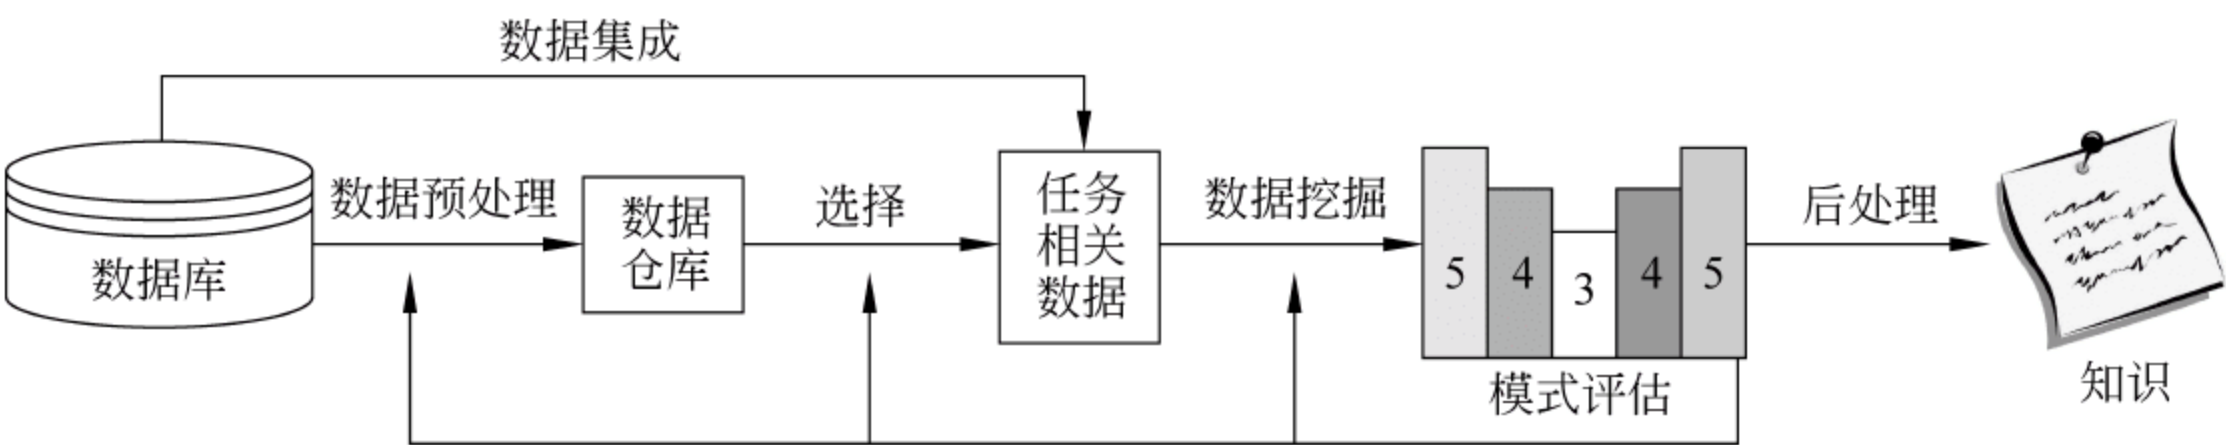 数据集成
数据库
数据预处理
数据
仓库
选择
任务
相关
数据
数据挖掘
5 4 3 4 5
模式评估
后处理
知识